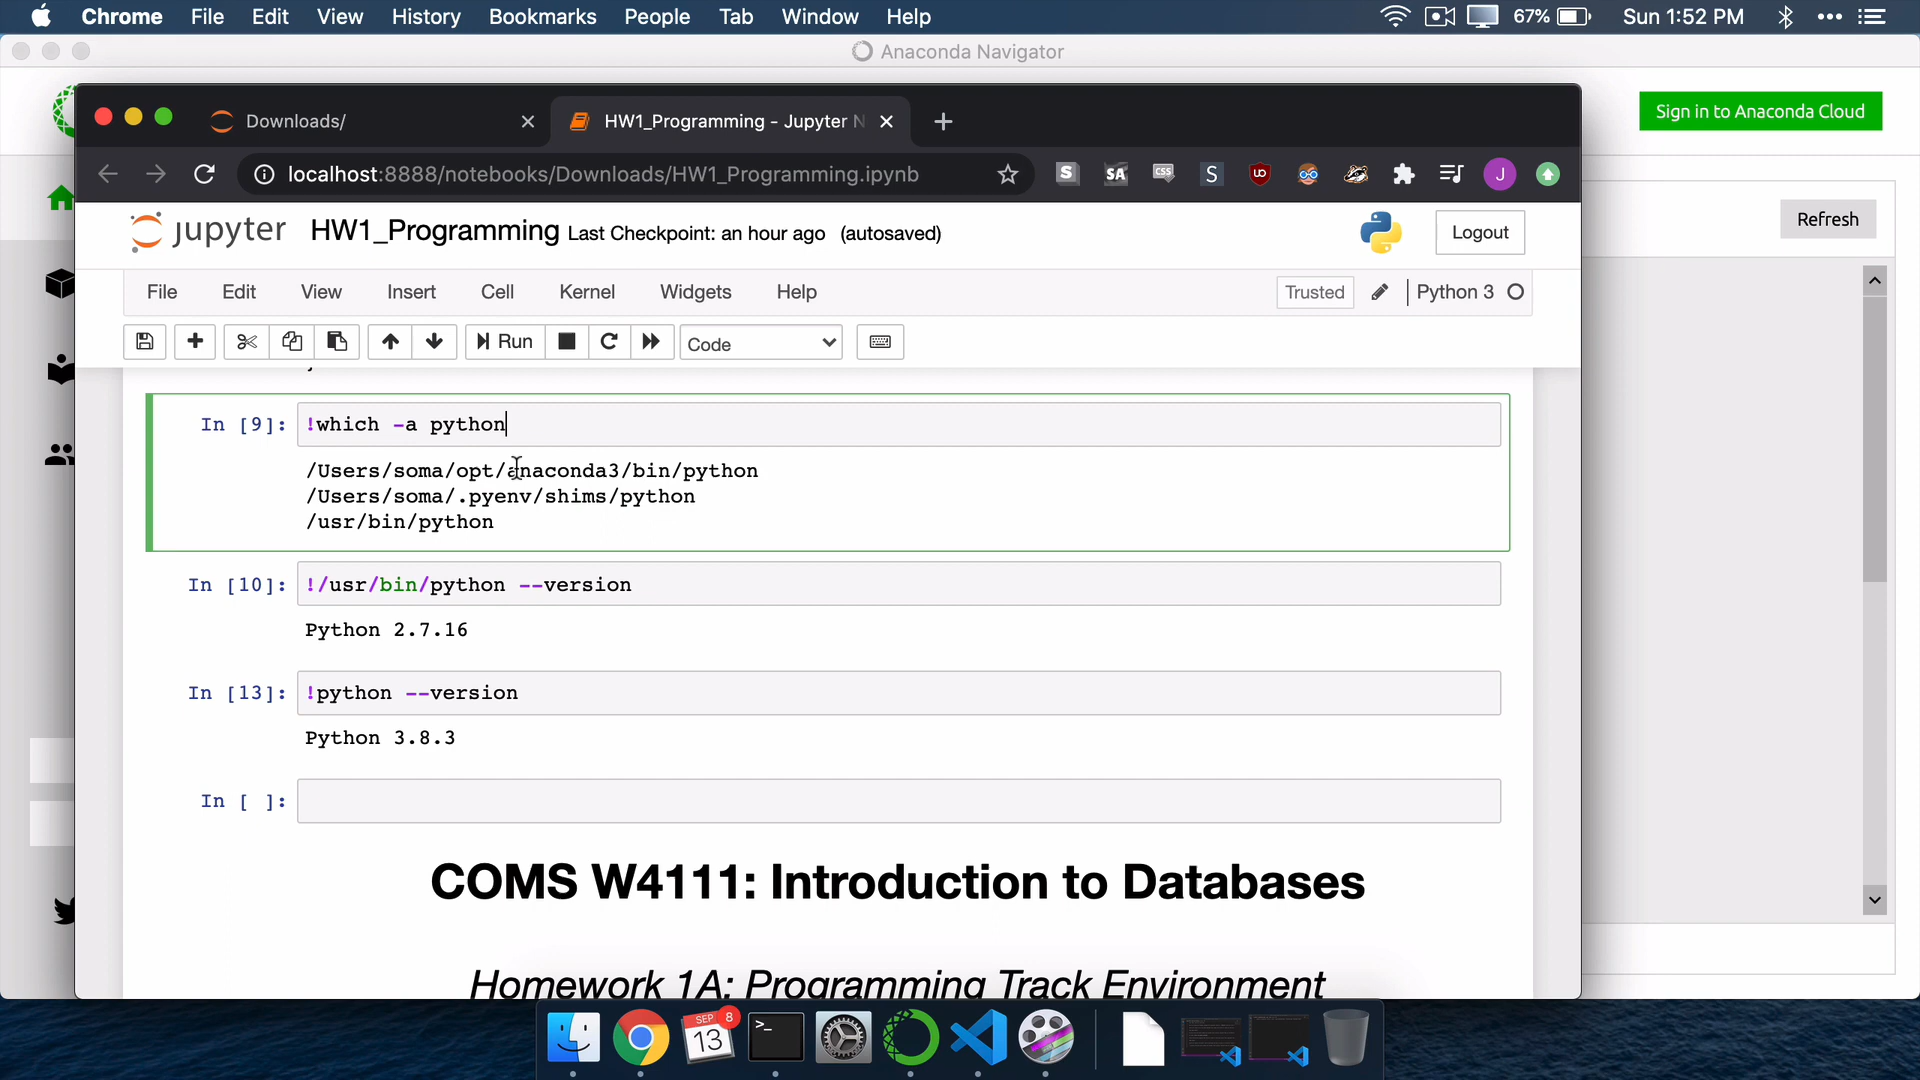 Chrome File Edit View History Bookmarks People Tab Window Help 67% Sun 1:52 PM
Anaconda Navigator
Sign in to Anaconda Cloud
Downloads/
HW1_Programming - Jupyter N
localhost:8888/notebooks/Downloads/HW1_Programming.ipynb
S SA CSS S UD J
Refresh
jupyter HW1_Programming Last Checkpoint: an hour ago (autosaved) Logout
File Edit View Insert Cell Kernel Widgets Help Trusted Python 3
Run Code
In [9]: !which -a python
/Users/soma/opt/anaconda3/bin/python
/Users/soma/.pyenv/shims/python
/usr/bin/python
In [10]: !/usr/bin/python --version
Python 2.7.16
In [13]: !python --version
Python 3.8.3
In [ ]:
COMS W4111: Introduction to Databases
Homework 1A: Programming Track Environment
SEP 8
13
>_